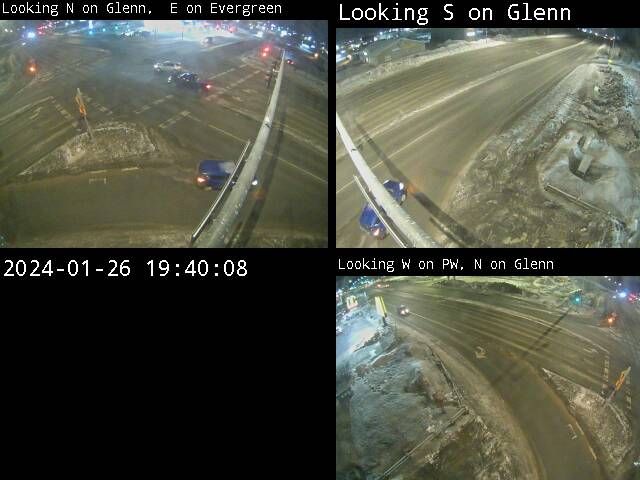 Looking N on Glenn,  E on Evergreen
Looking S on Glenn
2024-01-26 19:40:08
Looking W on PW, N on Glenn